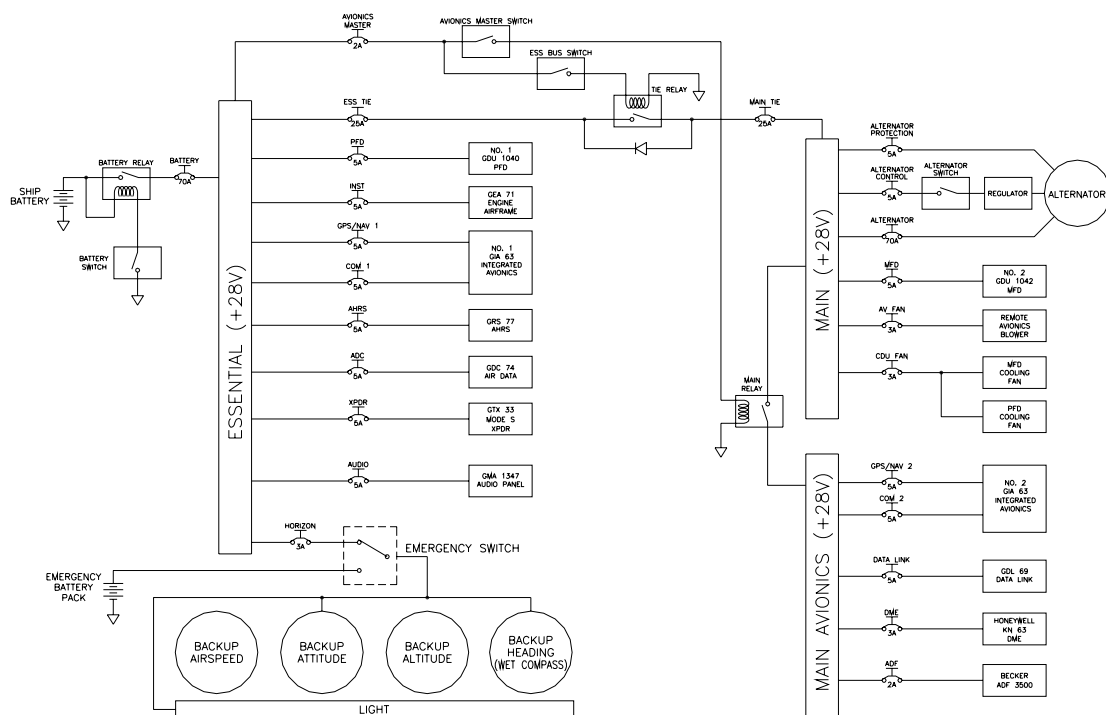 AVIONICS
MASTER
2A
AVIONICS MASTER SWITCH
ESS BUS SWITCH
TIE RELAY
ESS TIE
25A
MAIN TIE
25A
BATTERY RELAY
BATTERY
70A
SHIP
BATTERY
BATTERY
SWITCH
ESSENTIAL (+28V)
PFD
5A
NO. 1
GDU 1040
PFD
INST
5A
GEA 71
ENGINE
AIRFRAME
GPS/NAV 1
5A
COM 1
5A
NO. 1
GIA 63
INTEGRATED
AVIONICS
AHRS
5A
GRS 77
AHRS
ADC
5A
GDC 74
AIR DATA
XPDR
5A
GTX 33
MODE S
XPDR
AUDIO
5A
GMA 1347
AUDIO PANEL
HORIZON
3A
EMERGENCY SWITCH
EMERGENCY
BATTERY
PACK
BACKUP
AIRSPEED
BACKUP
ATTITUDE
BACKUP
ALTITUDE
BACKUP
HEADING
(WET COMPASS)
LIGHT
MAIN
RELAY
MAIN (+28V)
ALTERNATOR
PROTECTION
5A
ALTERNATOR
CONTROL
5A
ALTERNATOR
SWITCH
REGULATOR
ALTERNATOR
ALTERNATOR
70A
MFD
5A
NO. 2
GDU 1042
MFD
AV FAN
3A
REMOTE
AVIONICS
BLOWER
CDU FAN
3A
MFD
COOLING
FAN
PFD
COOLING
FAN
MAIN AVIONICS (+28V)
GPS/NAV 2
5A
COM 2
5A
NO. 2
GIA 63
INTEGRATED
AVIONICS
DATA LINK
5A
GDL 69
DATA LINK
DME
3A
HONEYWELL
KN 63
DME
ADF
2A
BECKER
ADF 3500